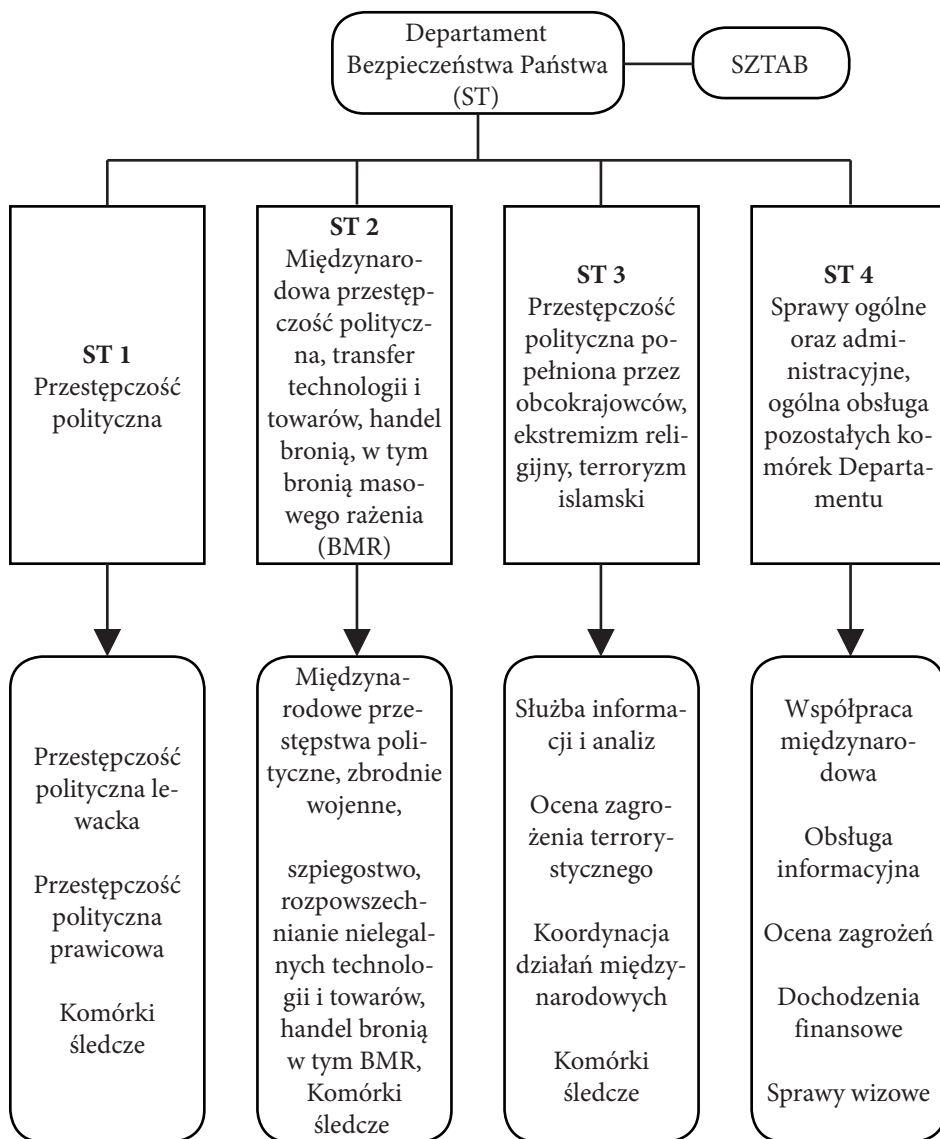 Departament
Bezpieczeństwa Państwa
(ST)
SZTAB
ST 1
Przestępczość
polityczna
ST 2
Międzynaro-
dowa przestęp-
czość politycz-
na, transfer
technologii i
towarów, handel
bronią, w tym
bronią maso-
wego rażenia
(BMR)
ST 3
Przestępczość
polityczna po-
pełniona przez
obcokrajowców,
ekstremizm reli-
gijny, terroryzm
islamski
ST 4
Sprawy ogólne
oraz admi-
nistracyjne,
ogólna obsługa
pozostałych ko-
mórek Departa-
mentu
Przestępczość
polityczna le-
wacka
Przestępczość
polityczna
prawicowa
Komórki
śledcze
Międzyna-
rodowe prze-
stępstwa poli-
tyczne, zbrodnie
wojenne,
szpiegostwo,
rozpowszech-
nianie nielegal-
nych technolo-
gii i towarów,
handel bronią
w tym BMR,
Komórki
śledcze
Służba informa-
cji i analiz
Ocena zagro-
żenia terrory-
stycznego
Koordynacja
działań między-
narodowych
Komórki
śledcze
Współpraca
międzynaro-
dowa
Obsługa
informacyjna
Ocena zagrożeń
Dochodzenia
finansowe
Sprawy wizowe